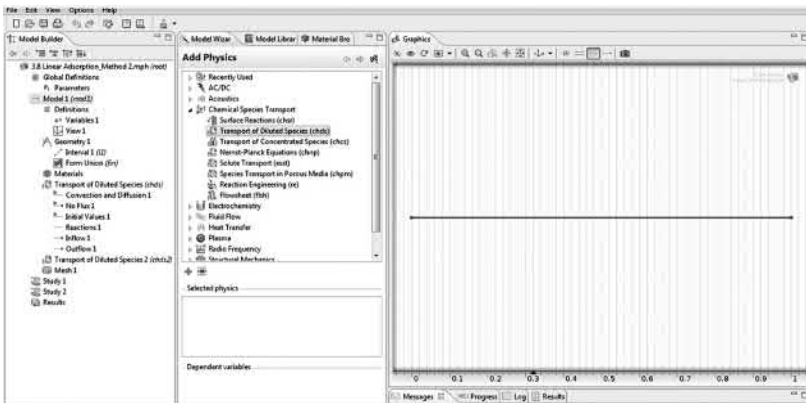 File Edit View Options Help
Model Builder
3.8 Linear Adsorption_Method 2.mph (root)
Global Definitions
Parameters
Model 1 (mod1)
Definitions
Variables 1
View 1
Geometry 1
Interval 1 (i1)
Form Union (fin)
Materials
Transport of Diluted Species (chds)
Convection and Diffusion 1
No Flux 1
Initial Values 1
Reactions 1
Inflow 1
Outflow 1
Transport of Diluted Species 2 (chds2)
Mesh 1
Study 1
Study 2
Results
Model Wizar
Model Librar
Material Bro
Add Physics
Recently Used
AC/DC
Acoustics
Chemical Species Transport
Surface Reactions (chsr)
Transport of Diluted Species (chds)
Transport of Concentrated Species (chcs)
Nernst-Planck Equations (chnp)
Solute Transport (esst)
Species Transport in Porous Media (chpm)
Reaction Engineering (re)
Flowsheet (flsh)
Electrochemistry
Fluid Flow
Heat Transfer
Plasma
Radio Frequency
Structural Mechanics
Selected physics
Dependent variables
Graphics
0 0.1 0.2 0.3 0.4 0.5 0.6 0.7 0.8 0.9 1
Messages Progress Log Results